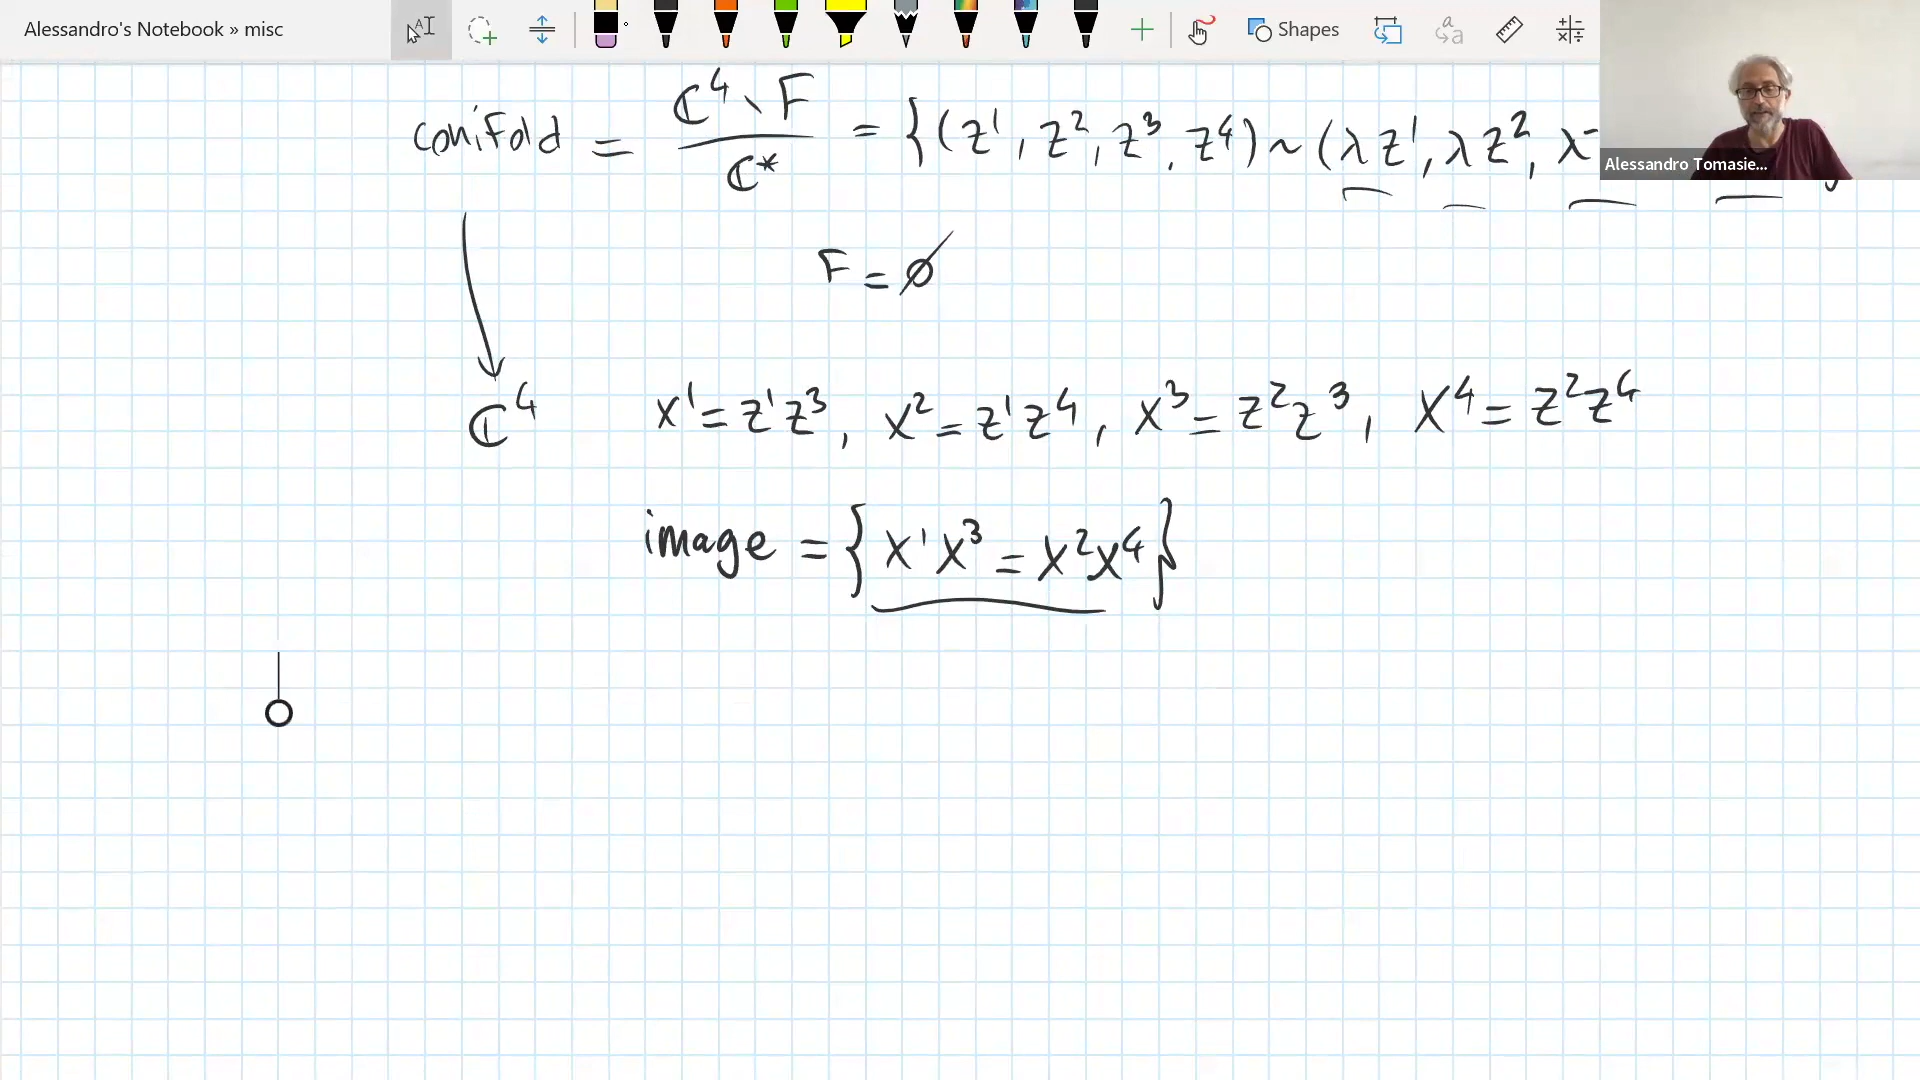 Alessandro's Notebook » misc
Shapes
Alessandro Tomasie...
conifold = (ℂ⁴ \ F) / ℂ* = {(z¹, z², z³, z⁴) ~ (λz¹, λz², λ⁻
F = ∅
ℂ⁴ x¹ = z¹z³, x² = z¹z⁴, x³ = z²z³, x⁴ = z²z⁴
image = {x¹x³ = x²x⁴}